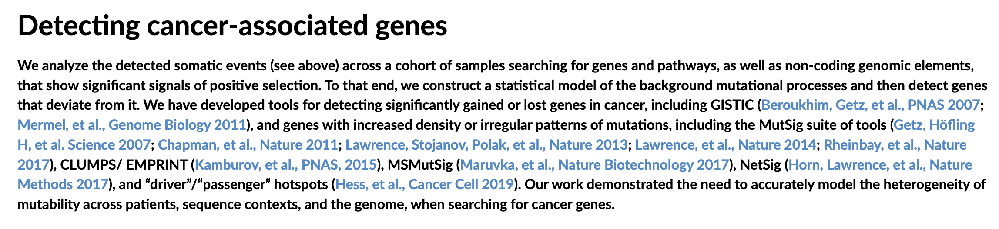 Detecting cancer-associated genes
We analyze the detected somatic events (see above) across a cohort of samples searching for genes and pathways, as well as non-coding genomic elements,
that show significant signals of positive selection. To that end, we construct a statistical model of the background mutational processes and then detect genes
that deviate from it. We have developed tools for detecting significantly gained or lost genes in cancer, including GISTIC (Beroukhim, Getz, et al., PNAS 2007;
Mermel, et al., Genome Biology 2011), and genes with increased density or irregular patterns of mutations, including the MutSig suite of tools (Getz, Höfling
H, et al. Science 2007; Chapman, et al., Nature 2011; Lawrence, Stojanov, Polak, et al., Nature 2013; Lawrence, et al., Nature 2014; Rheinbay, et al., Nature
2017), CLUMPS/ EMPRINT (Kamburov, et al., PNAS, 2015), MSMutSig (Maruvka, et al., Nature Biotechnology 2017), NetSig (Horn, Lawrence, et al., Nature
Methods 2017), and “driver”/“passenger” hotspots (Hess, et al., Cancer Cell 2019). Our work demonstrated the need to accurately model the heterogeneity of
mutability across patients, sequence contexts, and the genome, when searching for cancer genes.